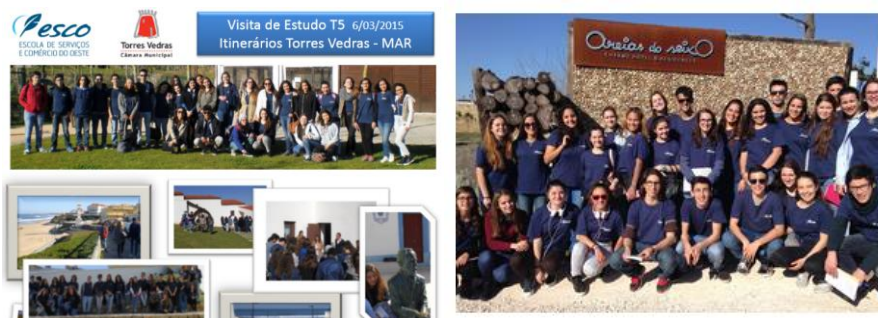 esco
ESCOLA DE SERVIÇOS
E COMÉRCIO DO OESTE
Torres Vedras
Câmara Municipal
Visita de Estudo T5 6/03/2015
Itinerários Torres Vedras - MAR
Areias do seixo